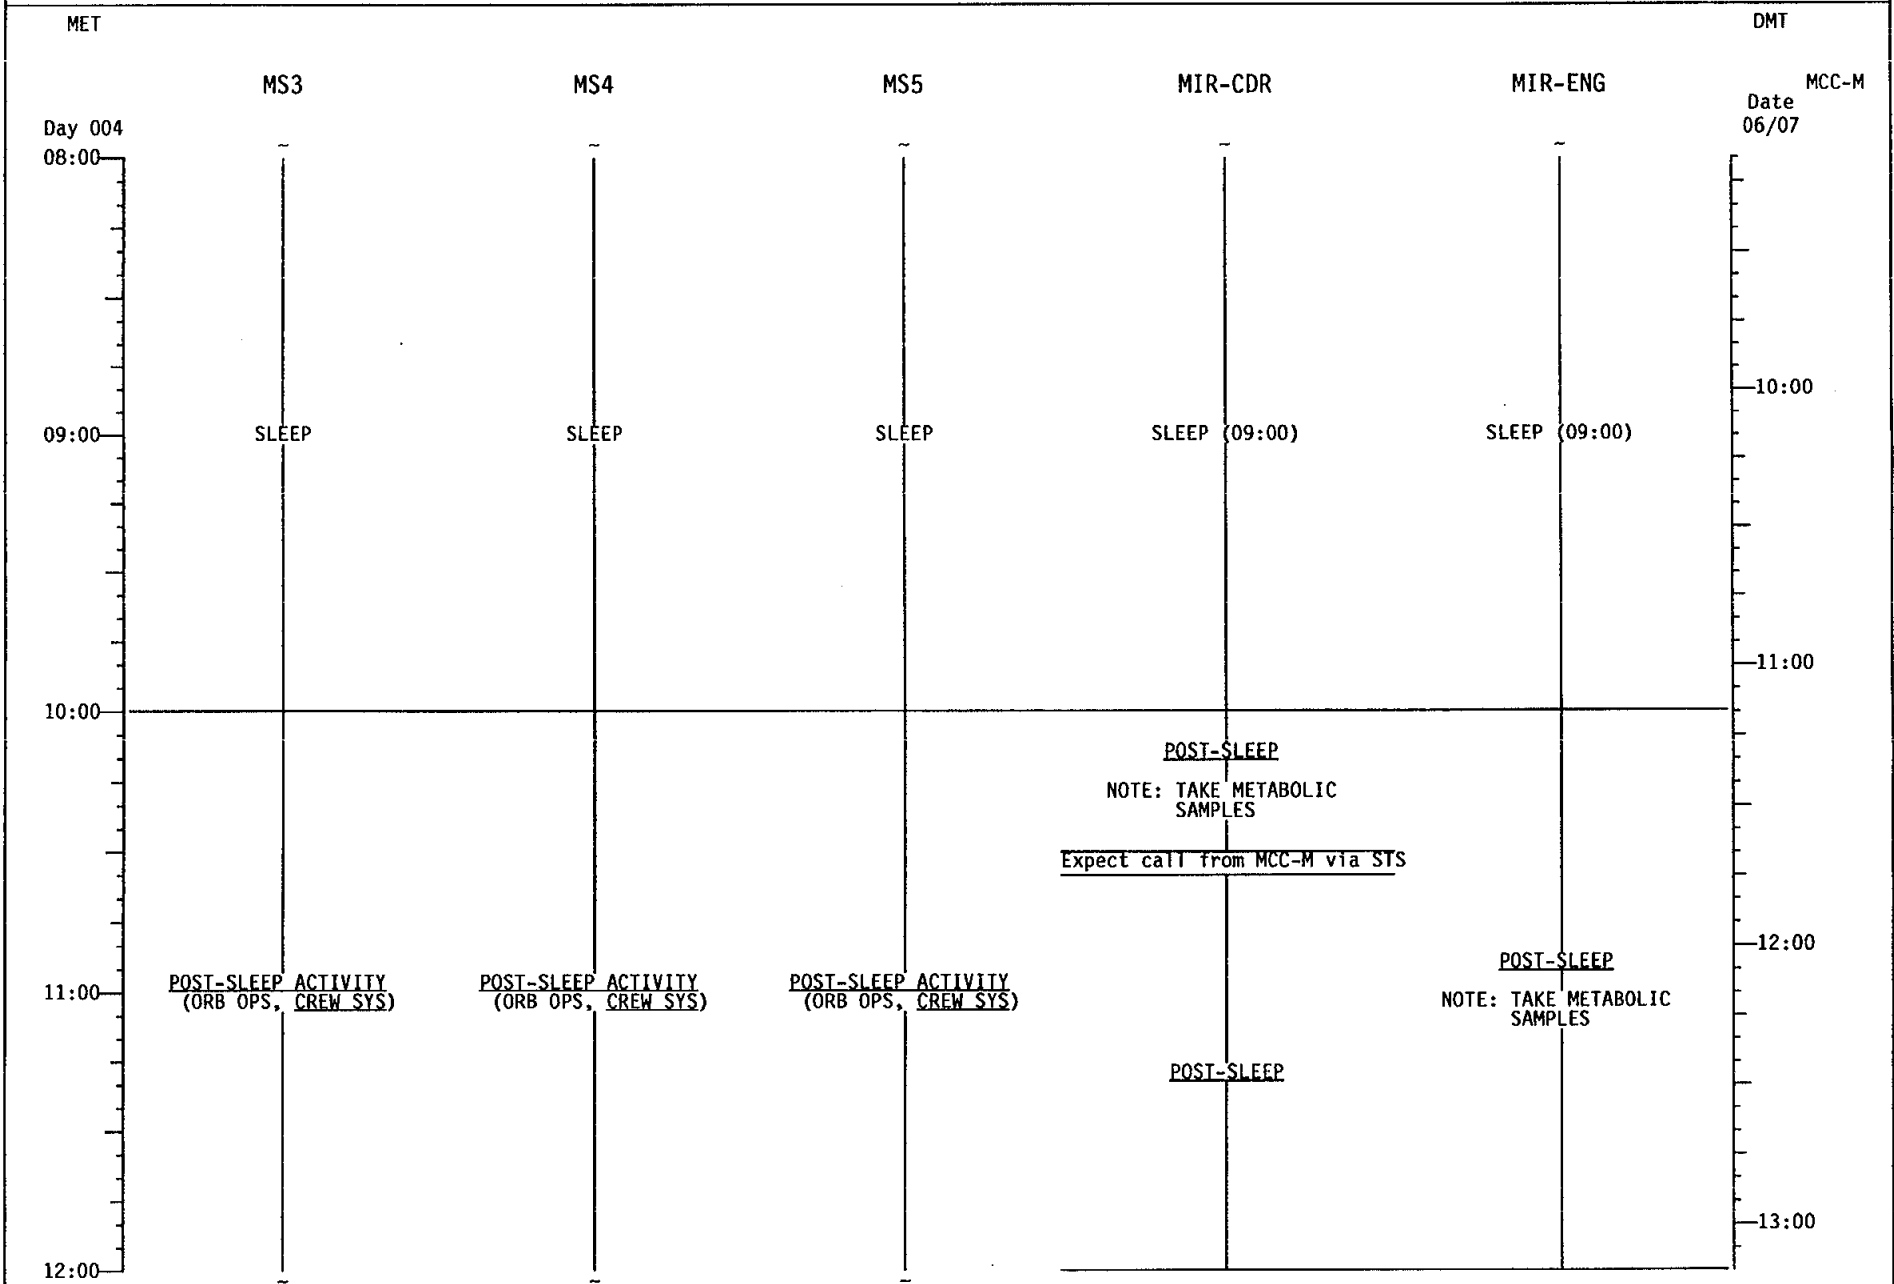 MET
DMT
MS3 MS4 MS5 MIR-CDR MIR-ENG MCC-M
Date
06/07
Day 004
~ ~ ~ ~ ~
08:00
10:00
09:00 SLEEP SLEEP SLEEP SLEEP (09:00) SLEEP (09:00)
11:00
10:00
POST-SLEEP
NOTE: TAKE METABOLIC
SAMPLES
Expect call from MCC-M via STS
12:00
POST-SLEEP
POST-SLEEP ACTIVITY POST-SLEEP ACTIVITY POST-SLEEP ACTIVITY
11:00 (ORB OPS, CREW SYS) (ORB OPS, CREW SYS) (ORB OPS, CREW SYS)
NOTE: TAKE METABOLIC
SAMPLES
POST-SLEEP
13:00
12:00
~ ~ ~